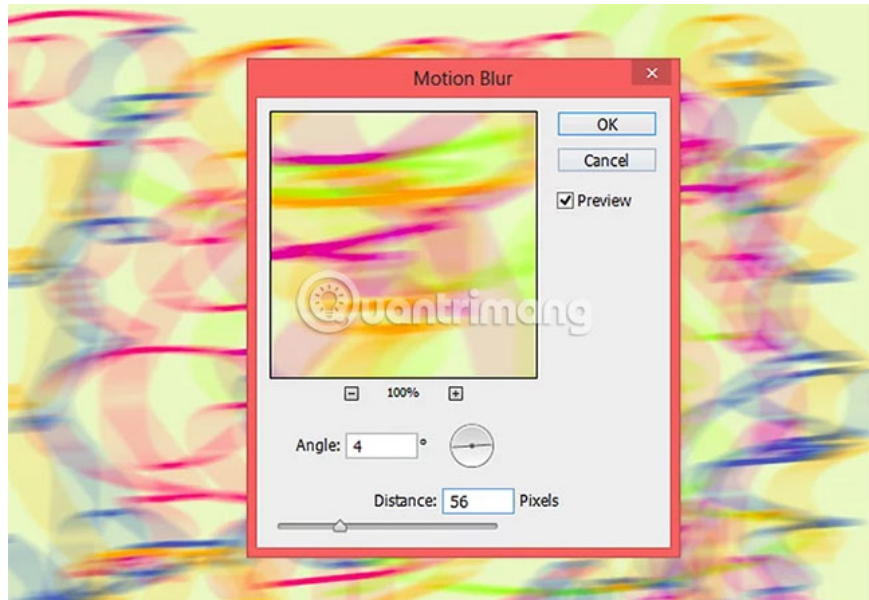 Motion Blur
OK
Cancel
Preview
Quantrimang
100%
Angle: 4 °
Distance: 56 Pixels